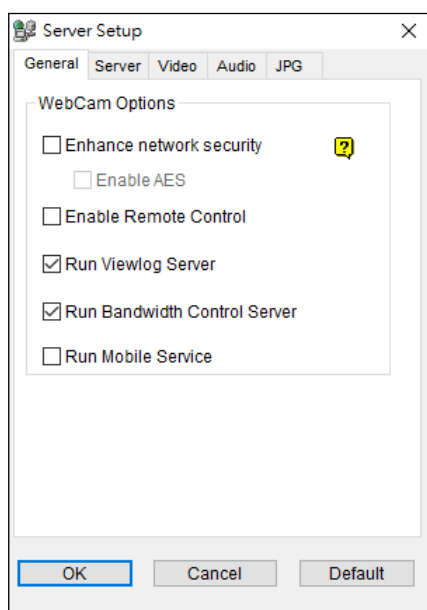 Server Setup
General Server Video Audio JPG
WebCam Options
Enhance network security
?
Enable AES
Enable Remote Control
Run Viewlog Server
Run Bandwidth Control Server
Run Mobile Service
OK Cancel Default